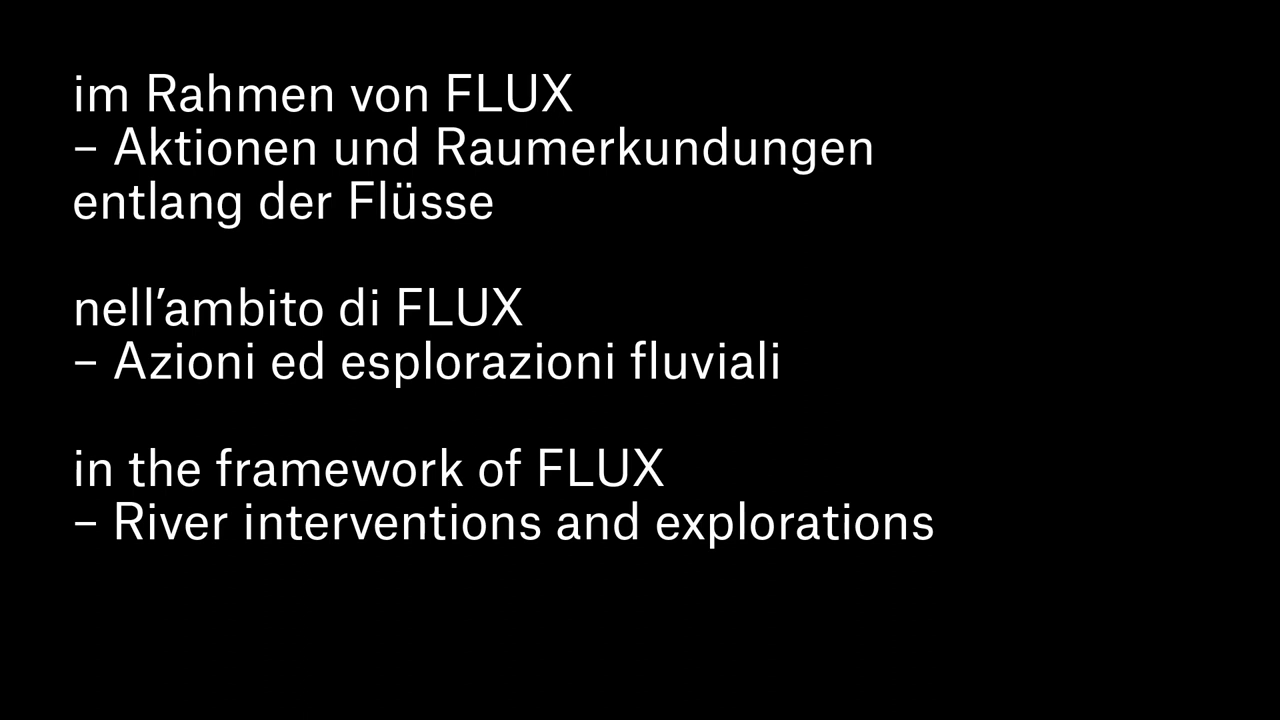 im Rahmen von FLUX
– Aktionen und Raumerkundungen
entlang der Flüsse
nell’ambito di FLUX
– Azioni ed esplorazioni fluviali
in the framework of FLUX
– River interventions and explorations